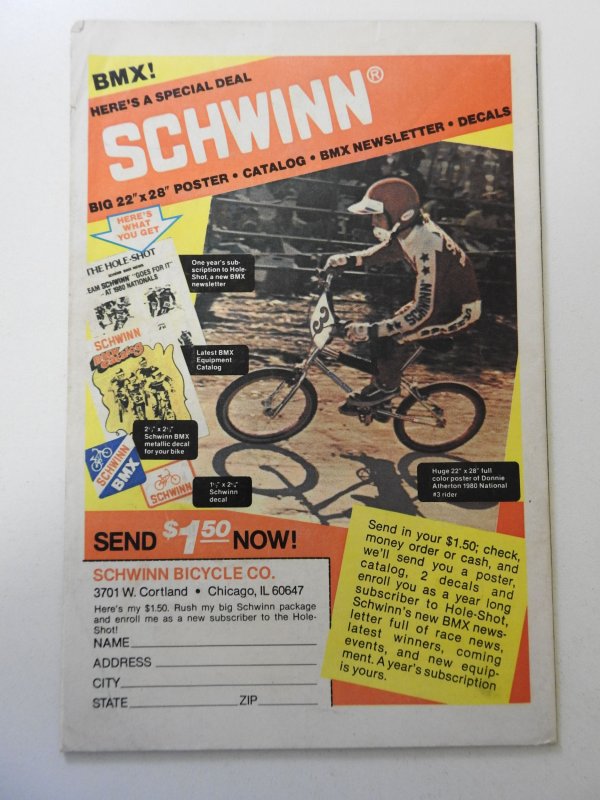 BMX!
HERE'S A SPECIAL DEAL
SCHWINN®
BIG 22" x 28" POSTER • CATALOG • BMX NEWSLETTER • DECALS
HERE'S
WHAT
YOU GET
THE HOLE-SHOT
TEAM SCHWINN "GOES FOR IT"
AT 1980 NATIONALS
SCHWINN
One year's sub-
scription to Hole-
Shot, a new BMX
newsletter
Latest BMX
Equipment
Catalog
Schwinn BMX
metallic decal
for your bike
SCHWINN
BMX
SCHWINN
Schwinn
decal
SCHWINN
Huge 22" x 28" full
color poster of Donnie
Atherton 1980 National
#3 rider
SEND $1.50 NOW!
SCHWINN BICYCLE CO.
3701 W. Cortland • Chicago, IL 60647
Here's my $1.50. Rush my big Schwinn package
and enroll me as a new subscriber to the Hole-
Shot!
NAME
ADDRESS
CITY
STATE ZIP
Send in your $1.50; check,
money order or cash, and
we'll send you a poster,
catalog, 2 decals and
enroll you as a year long
subscriber to Hole-Shot,
Schwinn's new BMX news-
letter full of race news,
latest winners, coming
events, and new equip-
ment. A year's subscription
is yours.